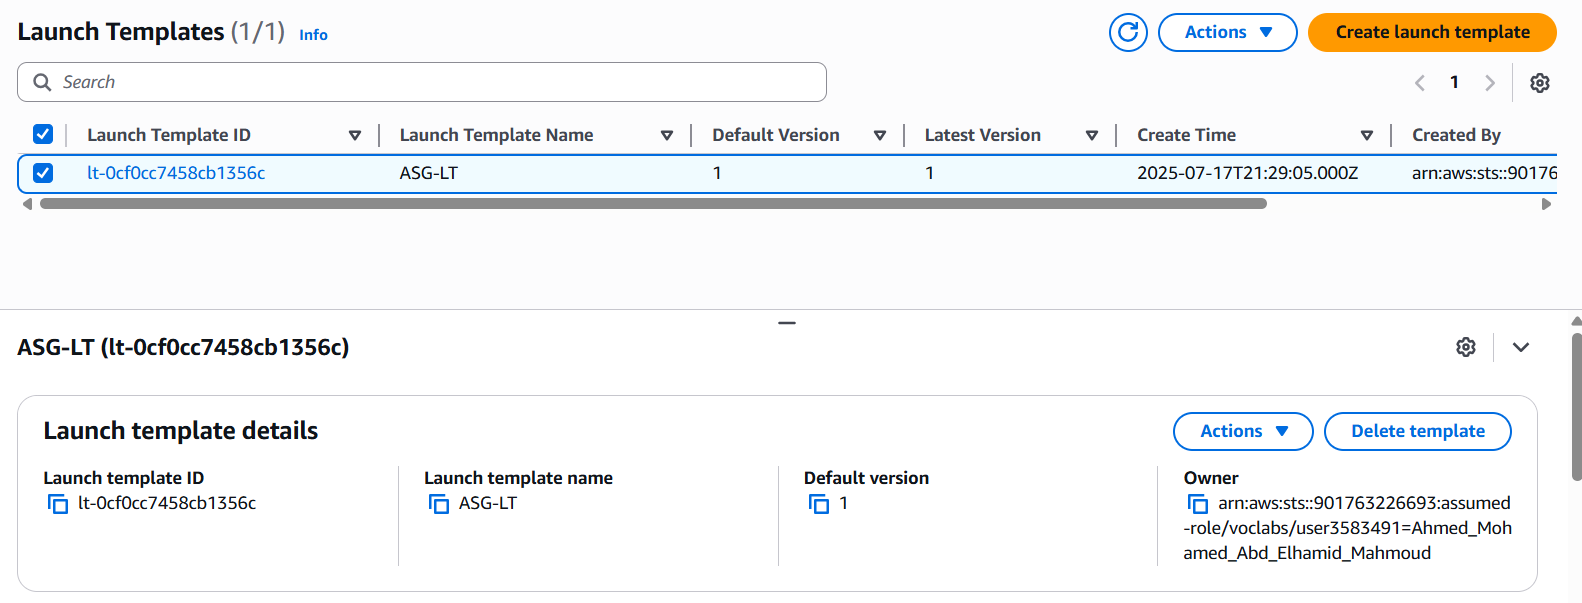 Launch Templates (1/1) Info
Actions
Create launch template
Search
1
Launch Template ID
Launch Template Name
Default Version
Latest Version
Create Time
Created By
lt-0cf0cc7458cb1356c
ASG-LT
1
1
2025-07-17T21:29:05.000Z
arn:aws:sts::90176
ASG-LT (lt-0cf0cc7458cb1356c)
Launch template details
Actions
Delete template
Launch template ID
lt-0cf0cc7458cb1356c
Launch template name
ASG-LT
Default version
1
Owner
arn:aws:sts::901763226693:assumed
-role/voclabs/user3583491=Ahmed_Moh
amed_Abd_Elhamid_Mahmoud